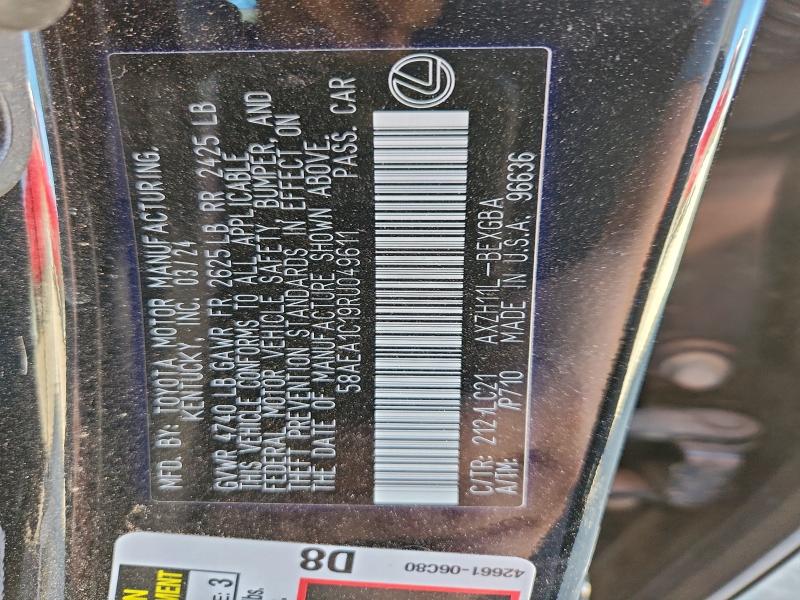 MFD. BY: TOYOTA MOTOR MANUFACTURING.
KENTUCKY, INC. 03/24
GVWR 4740 LB GAWR FR 2625 LB RR 2425 LB
THIS VEHICLE CONFORMS TO ALL APPLICABLE
FEDERAL MOTOR VEHICLE SAFETY, BUMPER, AND
THEFT PREVENTION STANDARDS IN EFFECT ON
THE DATE OF MANUFACTURE SHOWN ABOVE.
58AEA1C19RU049611 PASS. CAR
C/TR: 212 LC21 AXZH11L-BEXGBA
A/TM: /P710 MADE IN U.S.A. 96636
D8
42661-06C80
3